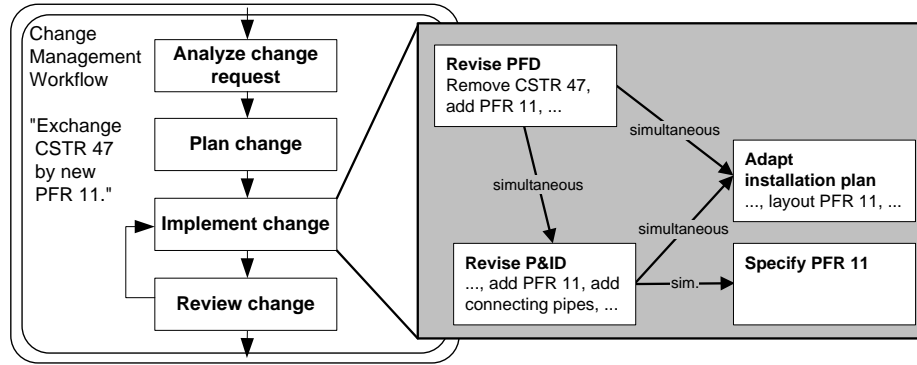 Change
Management
Workflow
"Exchange
CSTR 47
by new
PFR 11."
Analyze change
request
Plan change
Implement change
Review change
Revise PFD
Remove CSTR 47,
add PFR 11, ...
simultaneous
simultaneous
Adapt
installation plan
..., layout PFR 11, ...
simultaneous
Revise P&ID
..., add PFR 11, add
connecting pipes, ...
sim.
Specify PFR 11